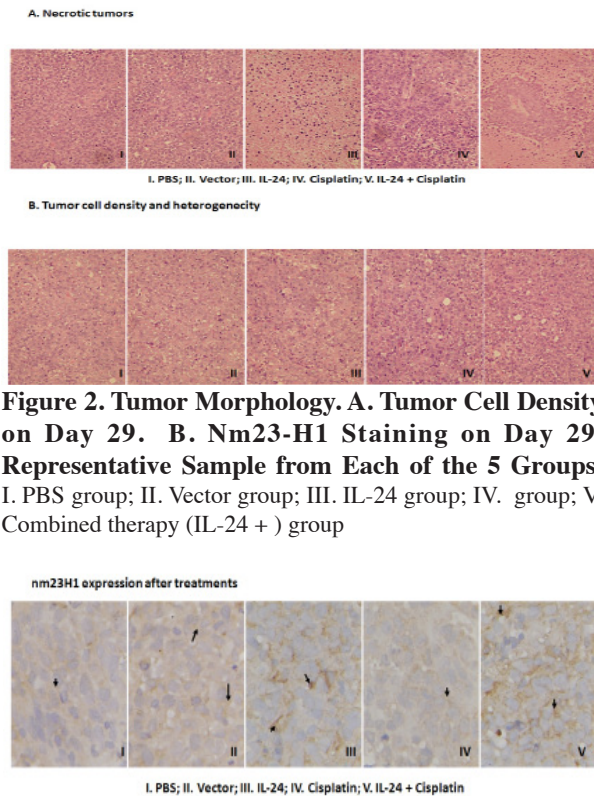 A. Necrotic tumors
I II III IV V
I. PBS; II. Vector; III. IL-24; IV. Cisplatin; V. IL-24 + Cisplatin
B. Tumor cell density and heterogenecity
I II III IV V
Figure 2. Tumor Morphology. A. Tumor Cell Density
on Day 29. B. Nm23-H1 Staining on Day 29
Representative Sample from Each of the 5 Groups
I. PBS group; II. Vector group; III. IL-24 group; IV. group; V
Combined therapy (IL-24 + ) group
nm23H1 expression after treatments
I II III IV V
I. PBS; II. Vector; III. IL-24; IV. Cisplatin; V. IL-24 + Cisplatin